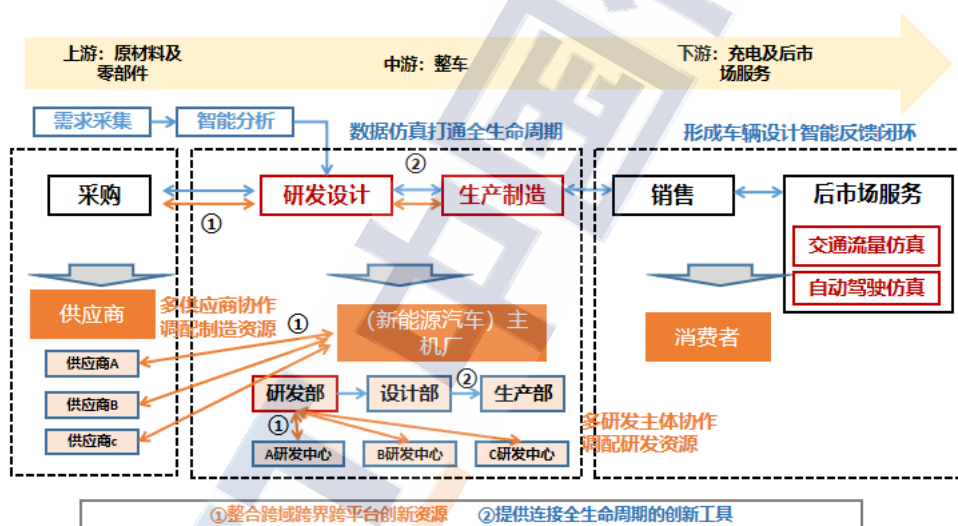 上游：原材料及
零部件
中游：整车
下游：充电及后市
场服务
需求采集
智能分析
数据仿真打通全生命周期
形成车辆设计智能反馈闭环
采购
①
研发设计
②
生产制造
销售
后市场服务
交通流量仿真
自动驾驶仿真
供应商
多供应商协作
调配制造资源
①
（新能源汽车）主
机厂
消费者
供应商A
供应商B
供应商c
研发部
设计部
②
生产部
①
A研发中心
B研发中心
C研发中心
多研发主体协作
调配研发资源
①整合跨域跨界跨平台创新资源
②提供连接全生命周期的创新工具